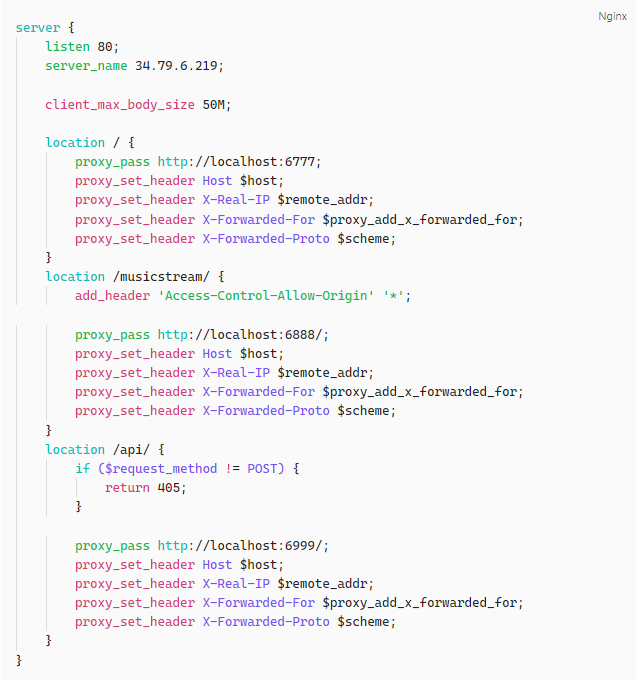 Nginx
server {
    listen 80;
    server_name 34.79.6.219;

    client_max_body_size 50M;

    location / {
        proxy_pass http://localhost:6777;
        proxy_set_header Host $host;
        proxy_set_header X-Real-IP $remote_addr;
        proxy_set_header X-Forwarded-For $proxy_add_x_forwarded_for;
        proxy_set_header X-Forwarded-Proto $scheme;
    }
    location /musicstream/ {
        add_header 'Access-Control-Allow-Origin' '*';

        proxy_pass http://localhost:6888/;
        proxy_set_header Host $host;
        proxy_set_header X-Real-IP $remote_addr;
        proxy_set_header X-Forwarded-For $proxy_add_x_forwarded_for;
        proxy_set_header X-Forwarded-Proto $scheme;
    }
    location /api/ {
        if ($request_method != POST) {
            return 405;
        }

        proxy_pass http://localhost:6999/;
        proxy_set_header Host $host;
        proxy_set_header X-Real-IP $remote_addr;
        proxy_set_header X-Forwarded-For $proxy_add_x_forwarded_for;
        proxy_set_header X-Forwarded-Proto $scheme;
    }
}